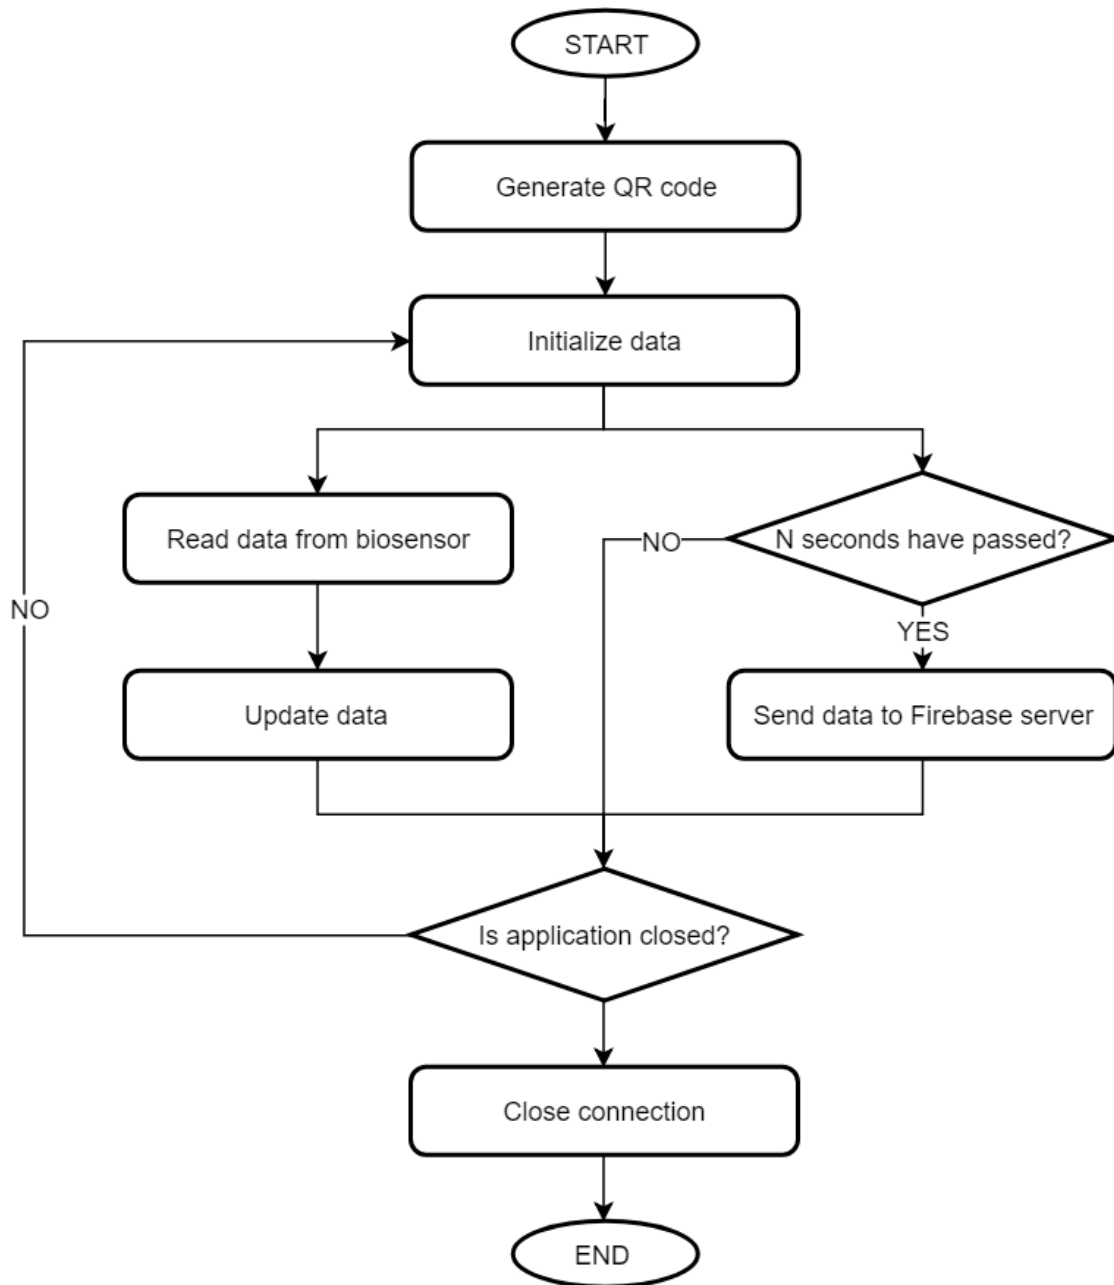 START
Generate QR code
Initialize data
Read data from biosensor
NO
N seconds have passed?
NO
YES
Update data
Send data to Firebase server
Is application closed?
Close connection
END